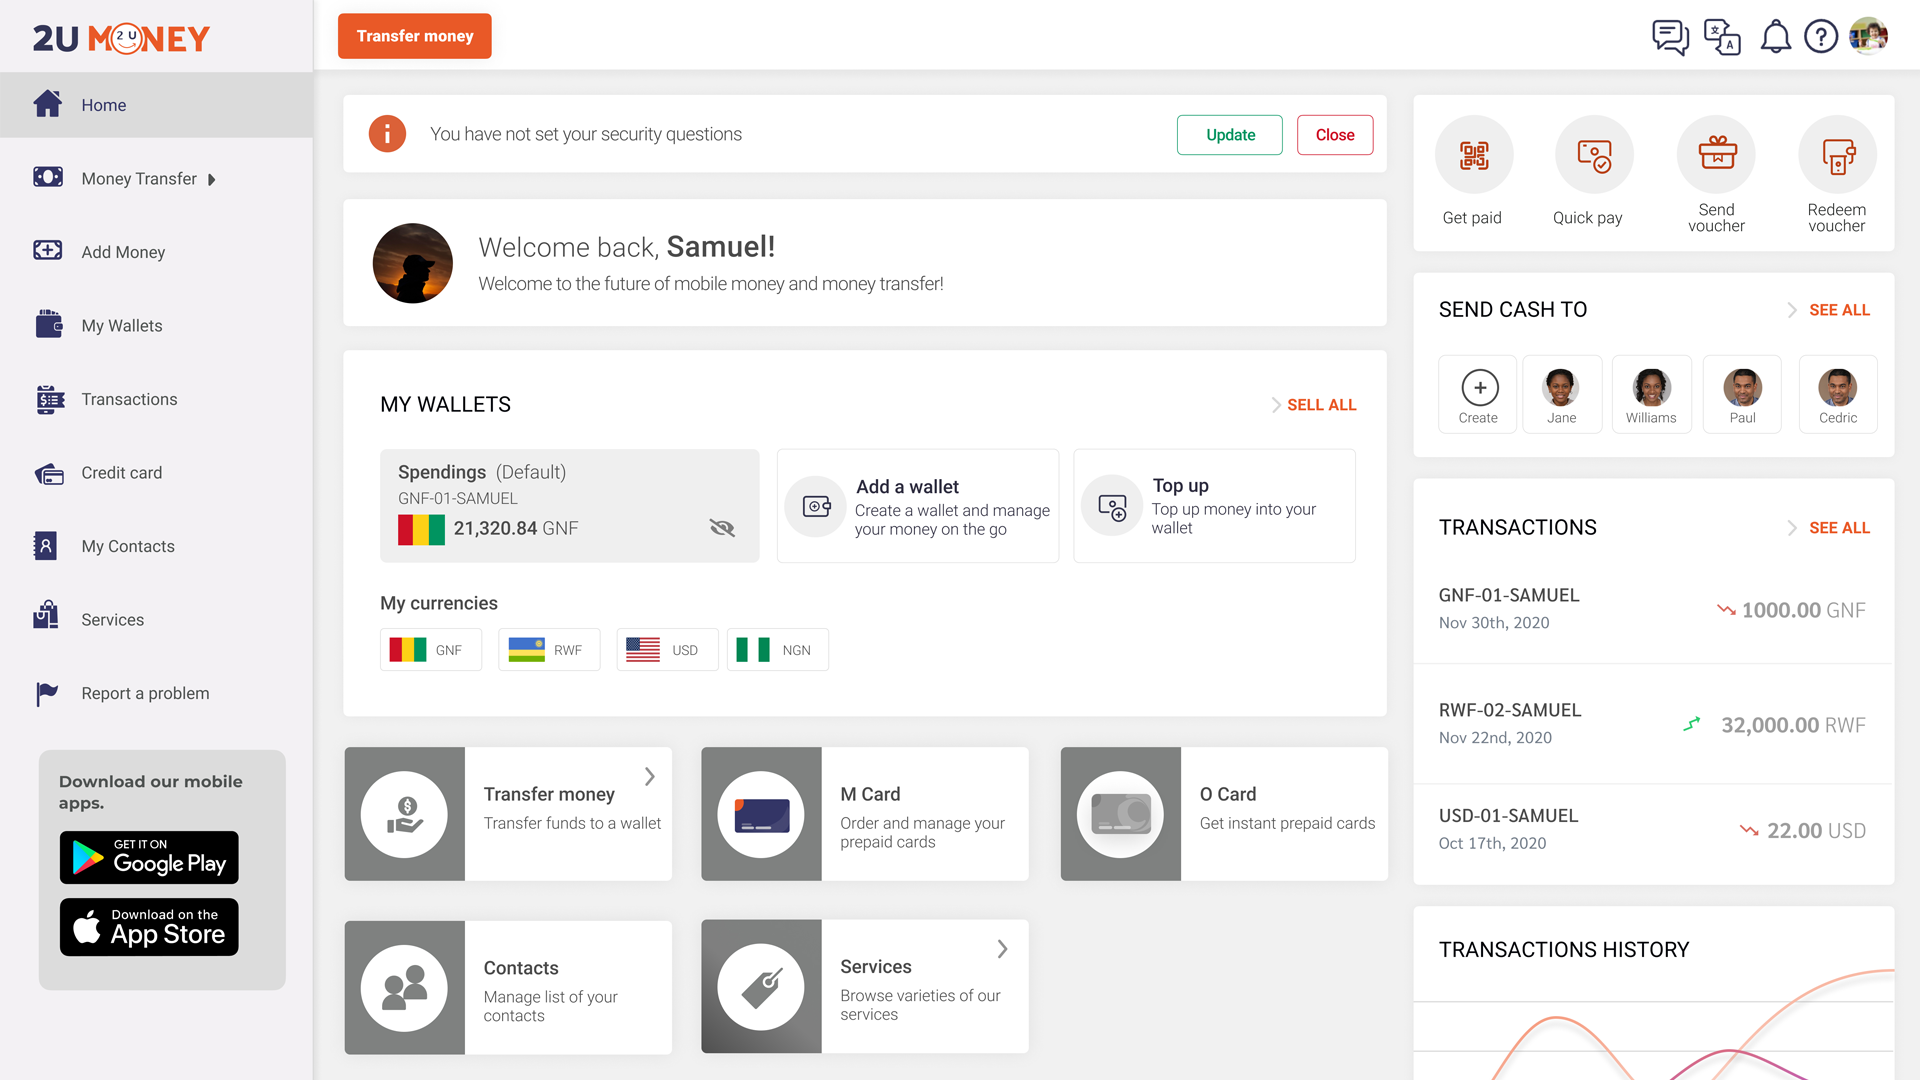 2U MONEY
2 U
Transfer money
Home
Money Transfer
Add Money
My Wallets
Transactions
Credit card
My Contacts
Services
Report a problem
Download our mobile
apps.
GET IT ON
Google Play
Download on the
App Store
You have not set your security questions
Update
Close
Welcome back, Samuel!
Welcome to the future of mobile money and money transfer!
MY WALLETS
SELL ALL
Spendings (Default)
GNF-01-SAMUEL
21,320.84 GNF
Add a wallet
Create a wallet and manage
your money on the go
Top up
Top up money into your
wallet
My currencies
GNF
RWF
USD
NGN
Transfer money
Transfer funds to a wallet
M Card
Order and manage your
prepaid cards
O Card
Get instant prepaid cards
Contacts
Manage list of your
contacts
Services
Browse varieties of our
services
文
A
Get paid
Quick pay
Send
voucher
Redeem
voucher
SEND CASH TO
SEE ALL
Create
Jane
Williams
Paul
Cedric
TRANSACTIONS
SEE ALL
GNF-01-SAMUEL
Nov 30th, 2020
1000.00 GNF
RWF-02-SAMUEL
Nov 22nd, 2020
32,000.00 RWF
USD-01-SAMUEL
Oct 17th, 2020
22.00 USD
TRANSACTIONS HISTORY